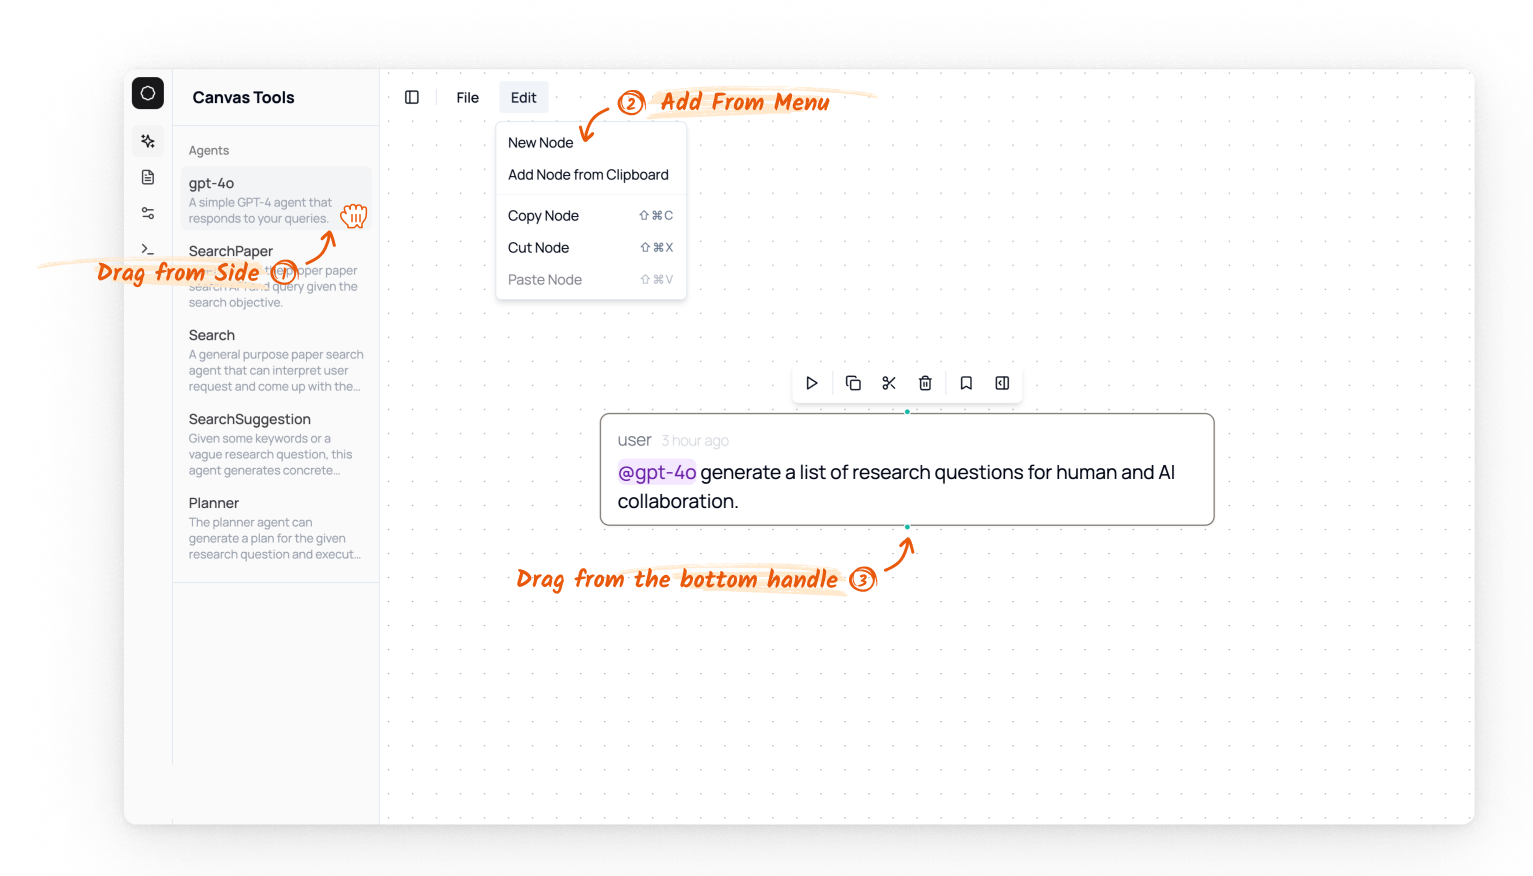 Canvas Tools
File
Edit
2 Add From Menu
New Node
Add Node from Clipboard
Copy Node ⇧⌘C
Cut Node ⇧⌘X
Paste Node ⇧⌘V
Agents
gpt-4o
A simple GPT-4 agent that
responds to your queries.
SearchPaper
the proper paper
search API and query given the
search objective.
Drag from Side 1
Search
A general purpose paper search
agent that can interpret user
request and come up with the...
SearchSuggestion
Given some keywords or a
vague research question, this
agent generates concrete...
Planner
The planner agent can
generate a plan for the given
research question and execut...
user 3 hour ago
@gpt-4o generate a list of research questions for human and AI
collaboration.
Drag from the bottom handle 3